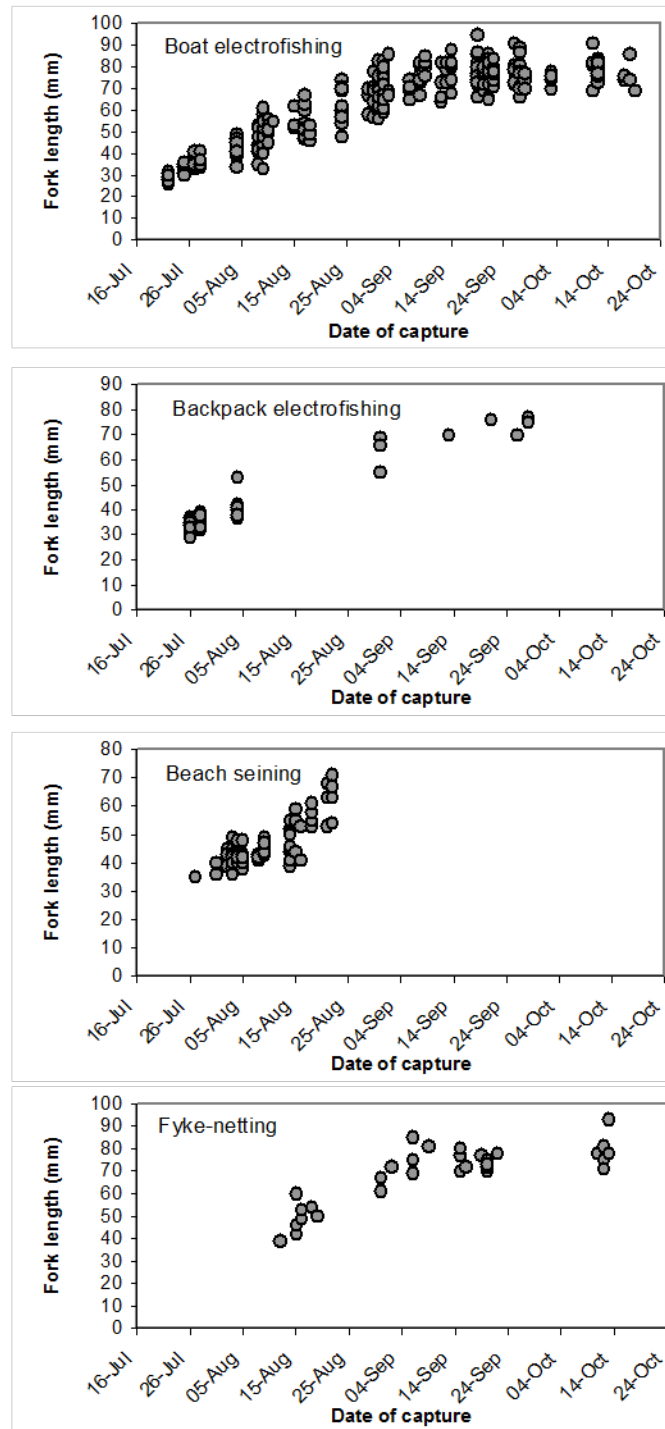 100
Boat electrofishing
90
80
70
60
50
40
30
20
10
0
Fork length (mm)
16-Jul
26-Jul
05-Aug
15-Aug
25-Aug
04-Sep
14-Sep
24-Sep
04-Oct
14-Oct
24-Oct
Date of capture
90
Backpack electrofishing
80
70
60
50
40
30
20
10
0
Fork length (mm)
16-Jul
26-Jul
05-Aug
15-Aug
25-Aug
04-Sep
14-Sep
24-Sep
04-Oct
14-Oct
24-Oct
Date of capture
80
Beach seining
70
60
50
40
30
20
10
0
Fork length (mm)
16-Jul
26-Jul
05-Aug
15-Aug
25-Aug
04-Sep
14-Sep
24-Sep
04-Oct
14-Oct
24-Oct
Date of capture
100
Fyke-netting
90
80
70
60
50
40
30
20
10
0
Fork length (mm)
16-Jul
26-Jul
05-Aug
15-Aug
25-Aug
04-Sep
14-Sep
24-Sep
04-Oct
14-Oct
24-Oct
Date of capture